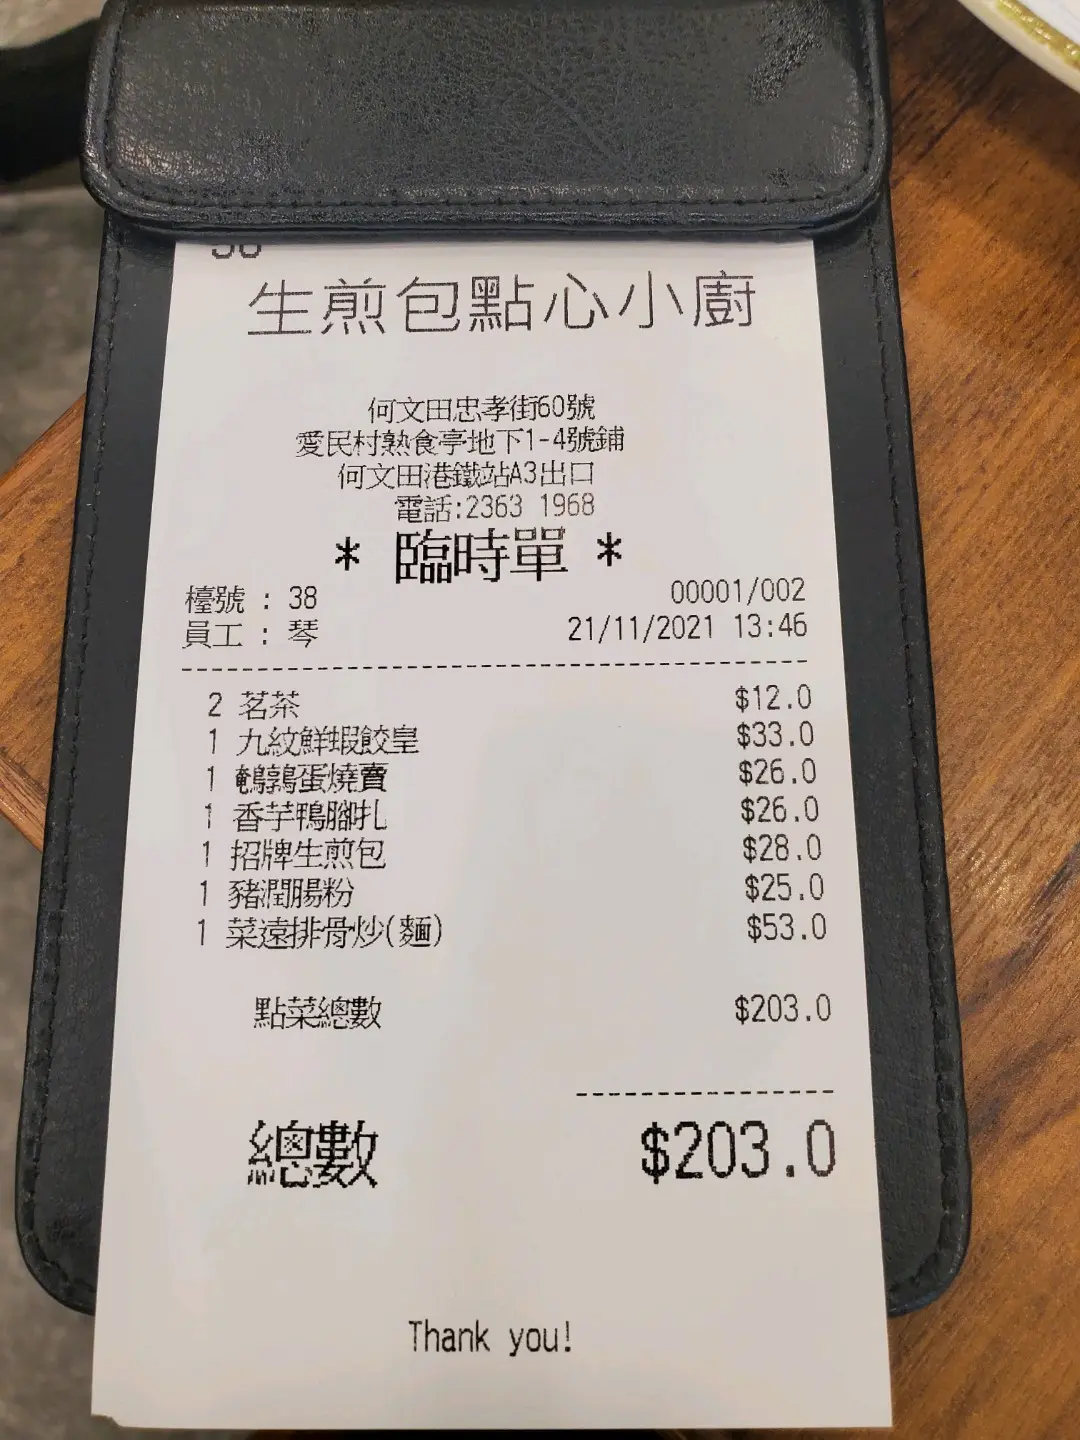 38
生煎包點心小廚
何文田忠孝街60號
愛民村熟食亭地下1-4號鋪
何文田港鐵站A3出口
電話:2363 1968
* 臨時單 *
檯號 : 38 00001/002
員工 : 琴 21/11/2021 13:46
2 茗茶 $12.0
1 九紋鮮蝦餃皇 $33.0
1 鵪鶉蛋燒賣 $26.0
1 香芋鴨腳扎 $26.0
1 招牌生煎包 $28.0
1 豬潤腸粉 $25.0
1 菜遠排骨炒(麵) $53.0
點菜總數 $203.0
總數 $203.0
Thank you!